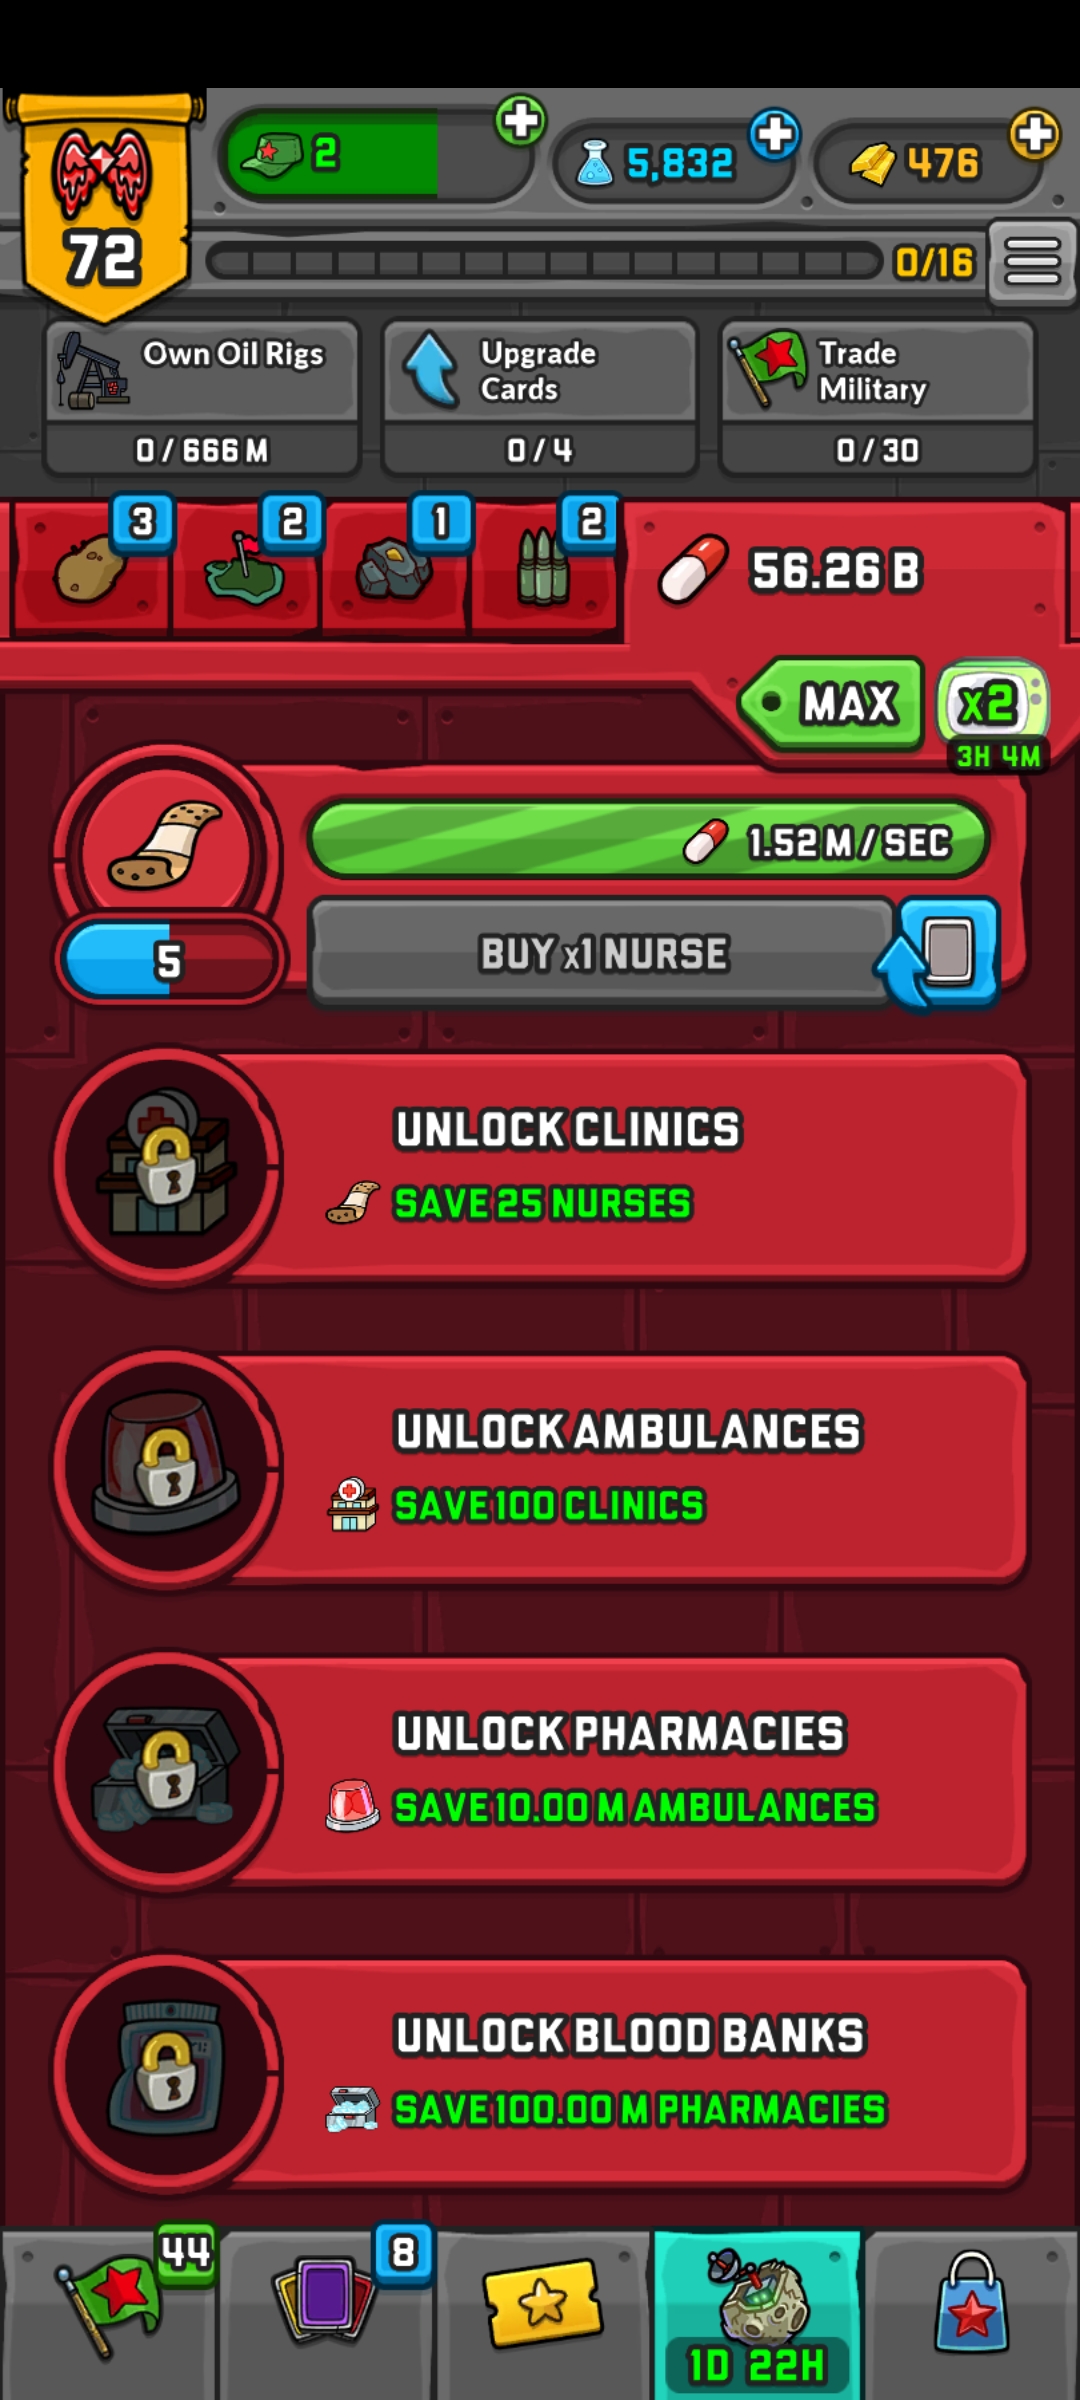 2
5,832
476
72
0/16
Own Oil Rigs
0 / 666 M
Upgrade
Cards
0 / 4
Trade
Military
0 / 30
3
2
1
2
56.26 B
MAX
x2
3H 4M
1.52 M / SEC
5
BUY x1 NURSE
UNLOCK CLINICS
SAVE 25 NURSES
UNLOCK AMBULANCES
SAVE 100 CLINICS
UNLOCK PHARMACIES
SAVE 10.00 M AMBULANCES
UNLOCK BLOOD BANKS
SAVE 100.00 M PHARMACIES
44
8
1D 22H